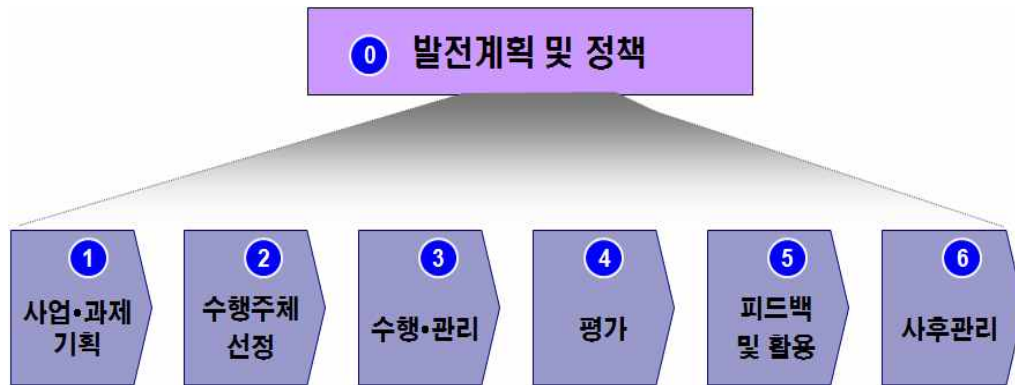 0 발전계획 및 정책
1
사업•과제
기획
2
수행주체
선정
3
수행•관리
4
평가
5
피드백
및 활용
6
사후관리